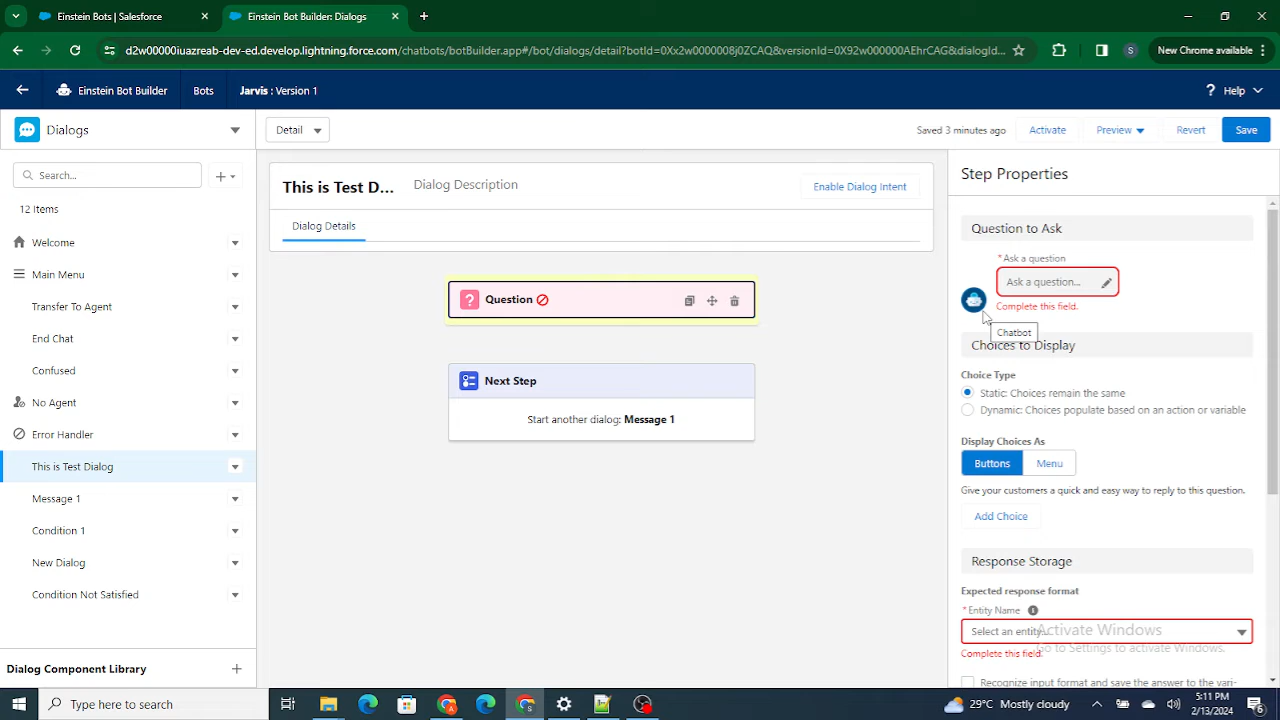 Einstein Bots | Salesforce
Einstein Bot Builder: Dialogs
d2w00000iuazreab-dev-ed.develop.lightning.force.com/chatbots/botBuilder.app#/bot/dialogs/detail?botId=0Xx2w0000008j0ZCAQ&versionId=0X92w000000AEhrCAG&dialogId...
S
New Chrome available
Einstein Bot Builder
Bots
Jarvis : Version 1
? Help
Dialogs
Detail
Saved 3 minutes ago
Activate
Preview
Revert
Save
Search...
12 Items
Welcome
Main Menu
Transfer To Agent
End Chat
Confused
No Agent
Error Handler
This is Test Dialog
Message 1
Condition 1
New Dialog
Condition Not Satisfied
Dialog Component Library
This is Test D...
Dialog Description
Enable Dialog Intent
Dialog Details
? Question
Next Step
Start another dialog: Message 1
Step Properties
Question to Ask
* Ask a question
Ask a question...
Complete this field.
Chatbot
Choices to Display
Choice Type
Static: Choices remain the same
Dynamic: Choices populate based on an action or variable
Display Choices As
Buttons
Menu
Give your customers a quick and easy way to reply to this question.
Add Choice
Response Storage
Expected response format
* Entity Name
Select an entity...
Complete this field.
Recognize input format and save the answer to the vari-
Activate Windows
Go to Settings to activate Windows.
Type here to search
29°C Mostly cloudy
5:11 PM
2/13/2024
6